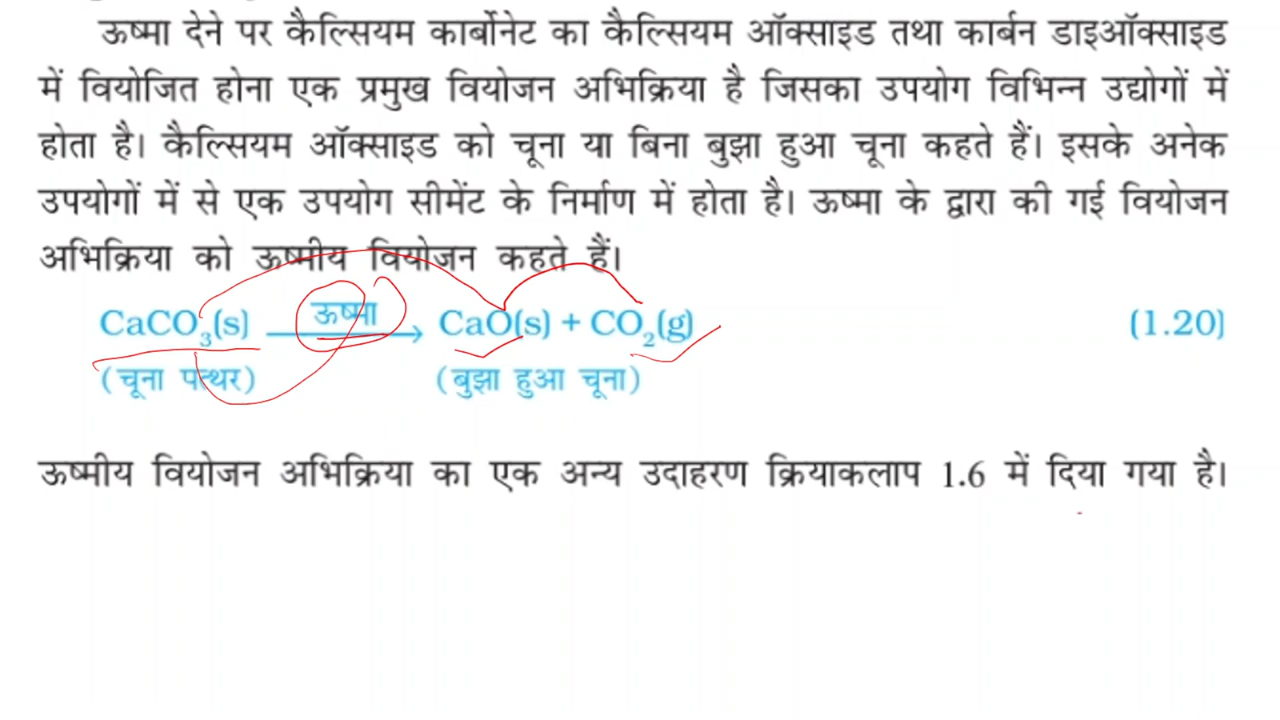 ऊष्मा देने पर कैल्सियम कार्बोनेट का कैल्सियम ऑक्साइड तथा कार्बन डाइऑक्साइड
में वियोजित होना एक प्रमुख वियोजन अभिक्रिया है जिसका उपयोग विभिन्न उद्योगों में
होता है। कैल्सियम ऑक्साइड को चूना या बिना बुझा हुआ चूना कहते हैं। इसके अनेक
उपयोगों में से एक उपयोग सीमेंट के निर्माण में होता है। ऊष्मा के द्वारा की गई वियोजन
अभिक्रिया को ऊष्मीय वियोजन कहते हैं।
CaCO₃(s) ऊष्मा → CaO(s) + CO₂(g) (1.20)
(चूना पत्थर) (बुझा हुआ चूना)
ऊष्मीय वियोजन अभिक्रिया का एक अन्य उदाहरण क्रियाकलाप 1.6 में दिया गया है।